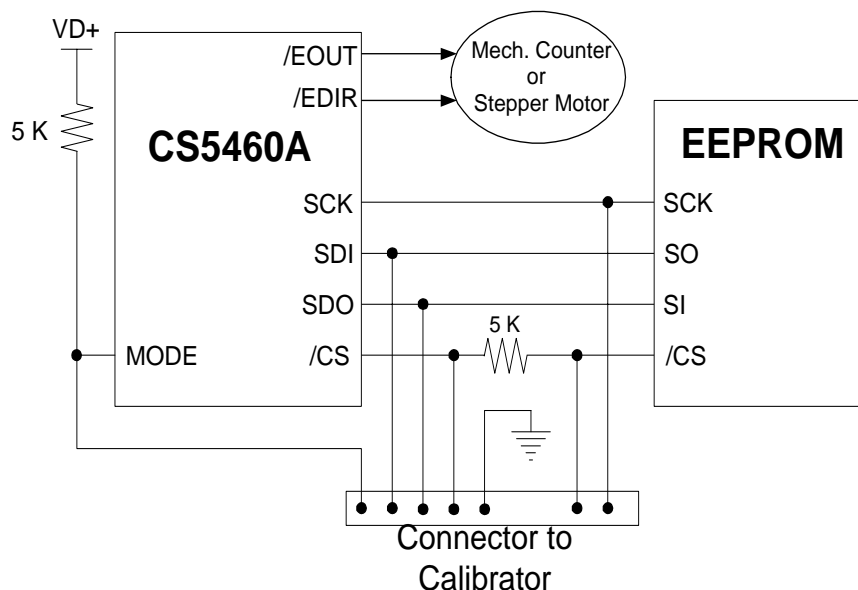 VD+
5 K
CS5460A
/EOUT
/EDIR
SCK
SDI
SDO
MODE
/CS
Mech. Counter
or
Stepper Motor
5 K
EEPROM
SCK
SO
SI
/CS
Connector to
Calibrator